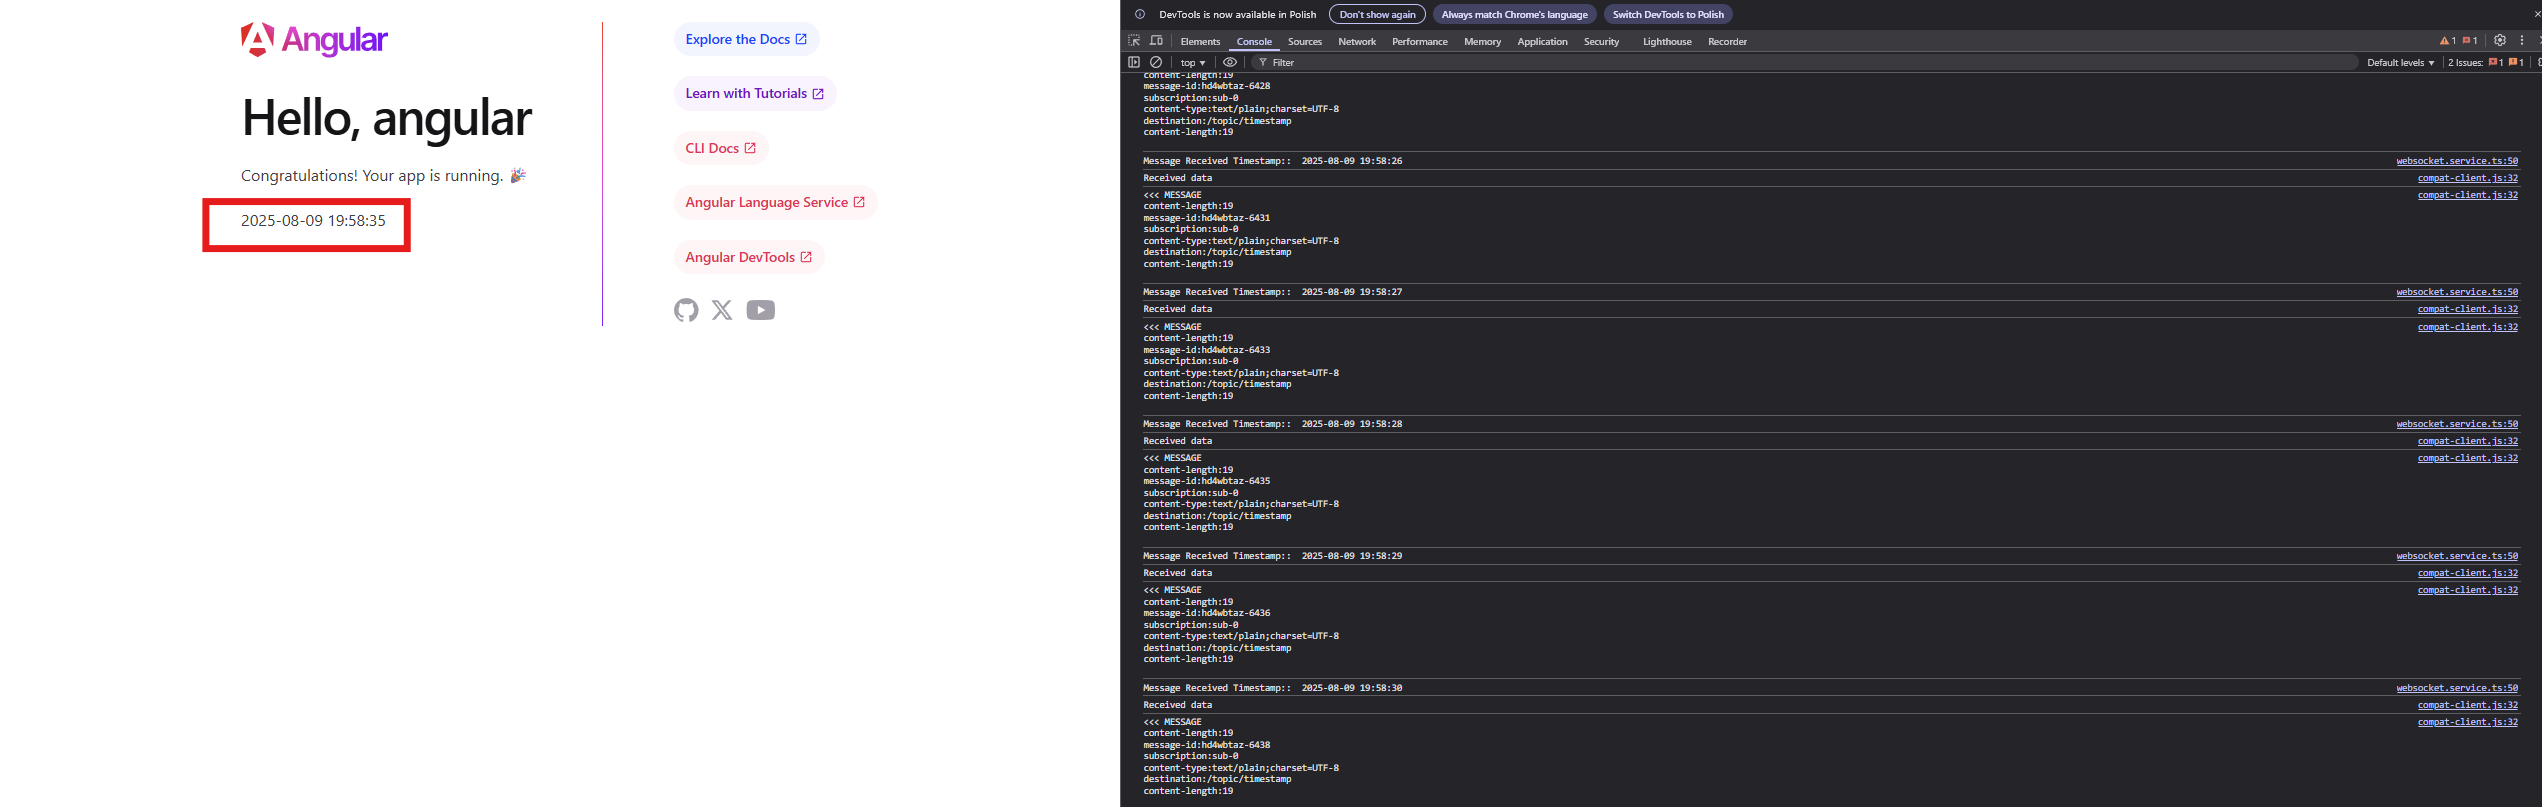 Angular
Hello, angular
Congratulations! Your app is running. 🎉
2025-08-09 19:58:35
Explore the Docs
Learn with Tutorials
CLI Docs
Angular Language Service
Angular DevTools
DevTools is now available in Polish Don't show again Always match Chrome's language Switch DevTools to Polish
Elements Console Sources Network Performance Memory Application Security Lighthouse Recorder 1 1
top Filter Default levels 2 Issues: 1 1
content-length:19
message-id:hd4wbtaz-6428
subscription:sub-0
content-type:text/plain;charset=UTF-8
destination:/topic/timestamp
content-length:19
Message Received Timestamp:: 2025-08-09 19:58:26 websocket.service.ts:50
Received data compat-client.js:32
<<< MESSAGE compat-client.js:32
content-length:19
message-id:hd4wbtaz-6431
subscription:sub-0
content-type:text/plain;charset=UTF-8
destination:/topic/timestamp
content-length:19
Message Received Timestamp:: 2025-08-09 19:58:27 websocket.service.ts:50
Received data compat-client.js:32
<<< MESSAGE compat-client.js:32
content-length:19
message-id:hd4wbtaz-6433
subscription:sub-0
content-type:text/plain;charset=UTF-8
destination:/topic/timestamp
content-length:19
Message Received Timestamp:: 2025-08-09 19:58:28 websocket.service.ts:50
Received data compat-client.js:32
<<< MESSAGE compat-client.js:32
content-length:19
message-id:hd4wbtaz-6435
subscription:sub-0
content-type:text/plain;charset=UTF-8
destination:/topic/timestamp
content-length:19
Message Received Timestamp:: 2025-08-09 19:58:29 websocket.service.ts:50
Received data compat-client.js:32
<<< MESSAGE compat-client.js:32
content-length:19
message-id:hd4wbtaz-6436
subscription:sub-0
content-type:text/plain;charset=UTF-8
destination:/topic/timestamp
content-length:19
Message Received Timestamp:: 2025-08-09 19:58:30 websocket.service.ts:50
Received data compat-client.js:32
<<< MESSAGE compat-client.js:32
content-length:19
message-id:hd4wbtaz-6438
subscription:sub-0
content-type:text/plain;charset=UTF-8
destination:/topic/timestamp
content-length:19